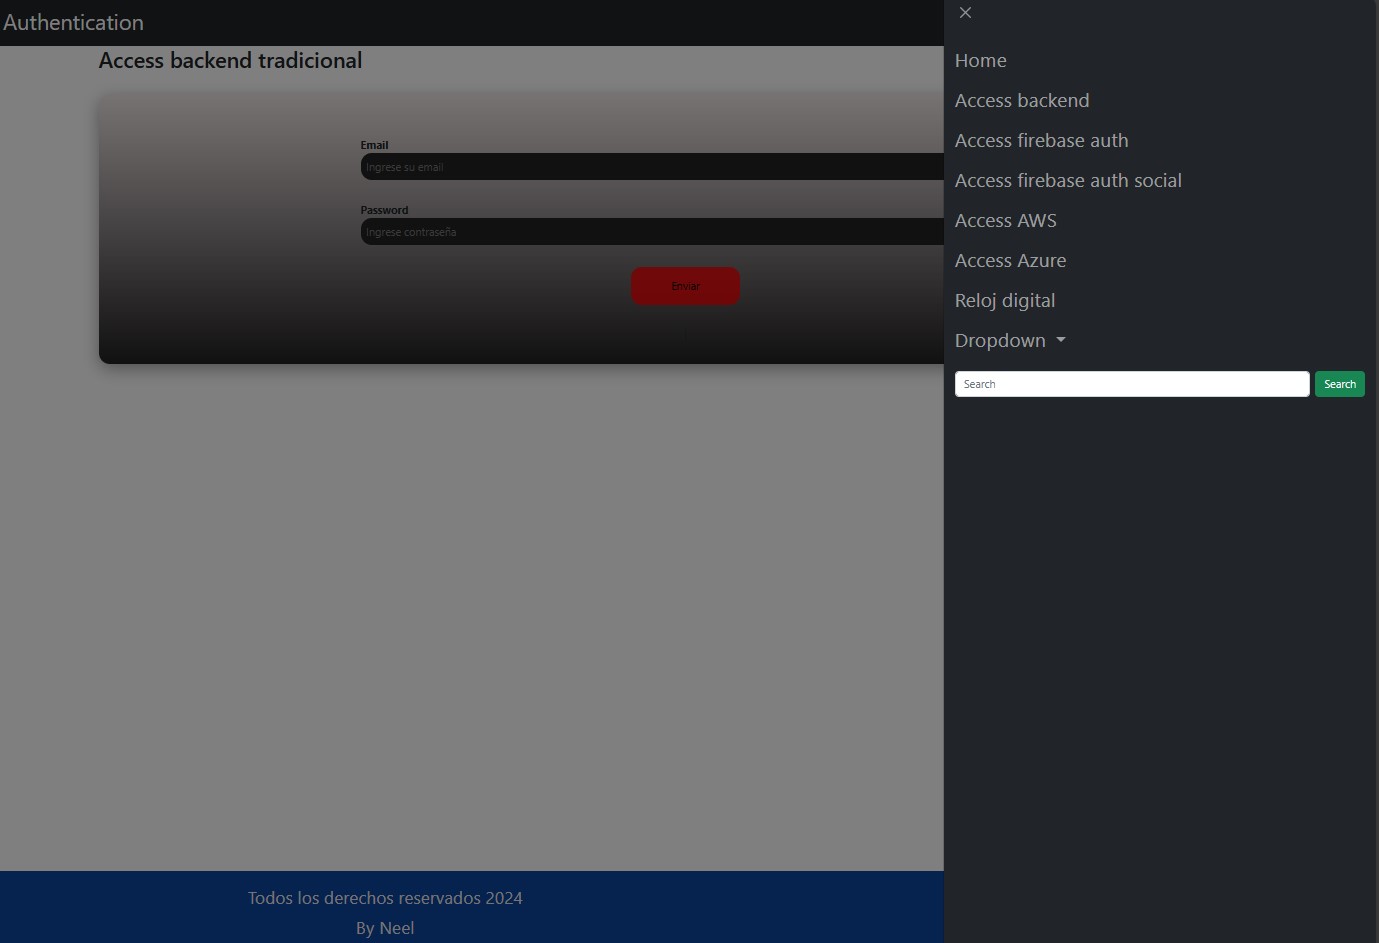 Authentication
Access backend tradicional
Email
Ingrese su email
Password
Ingrese contraseña
Enviar
Home
Access backend
Access firebase auth
Access firebase auth social
Access AWS
Access Azure
Reloj digital
Dropdown
Search
Search
Todos los derechos reservados 2024
By Neel